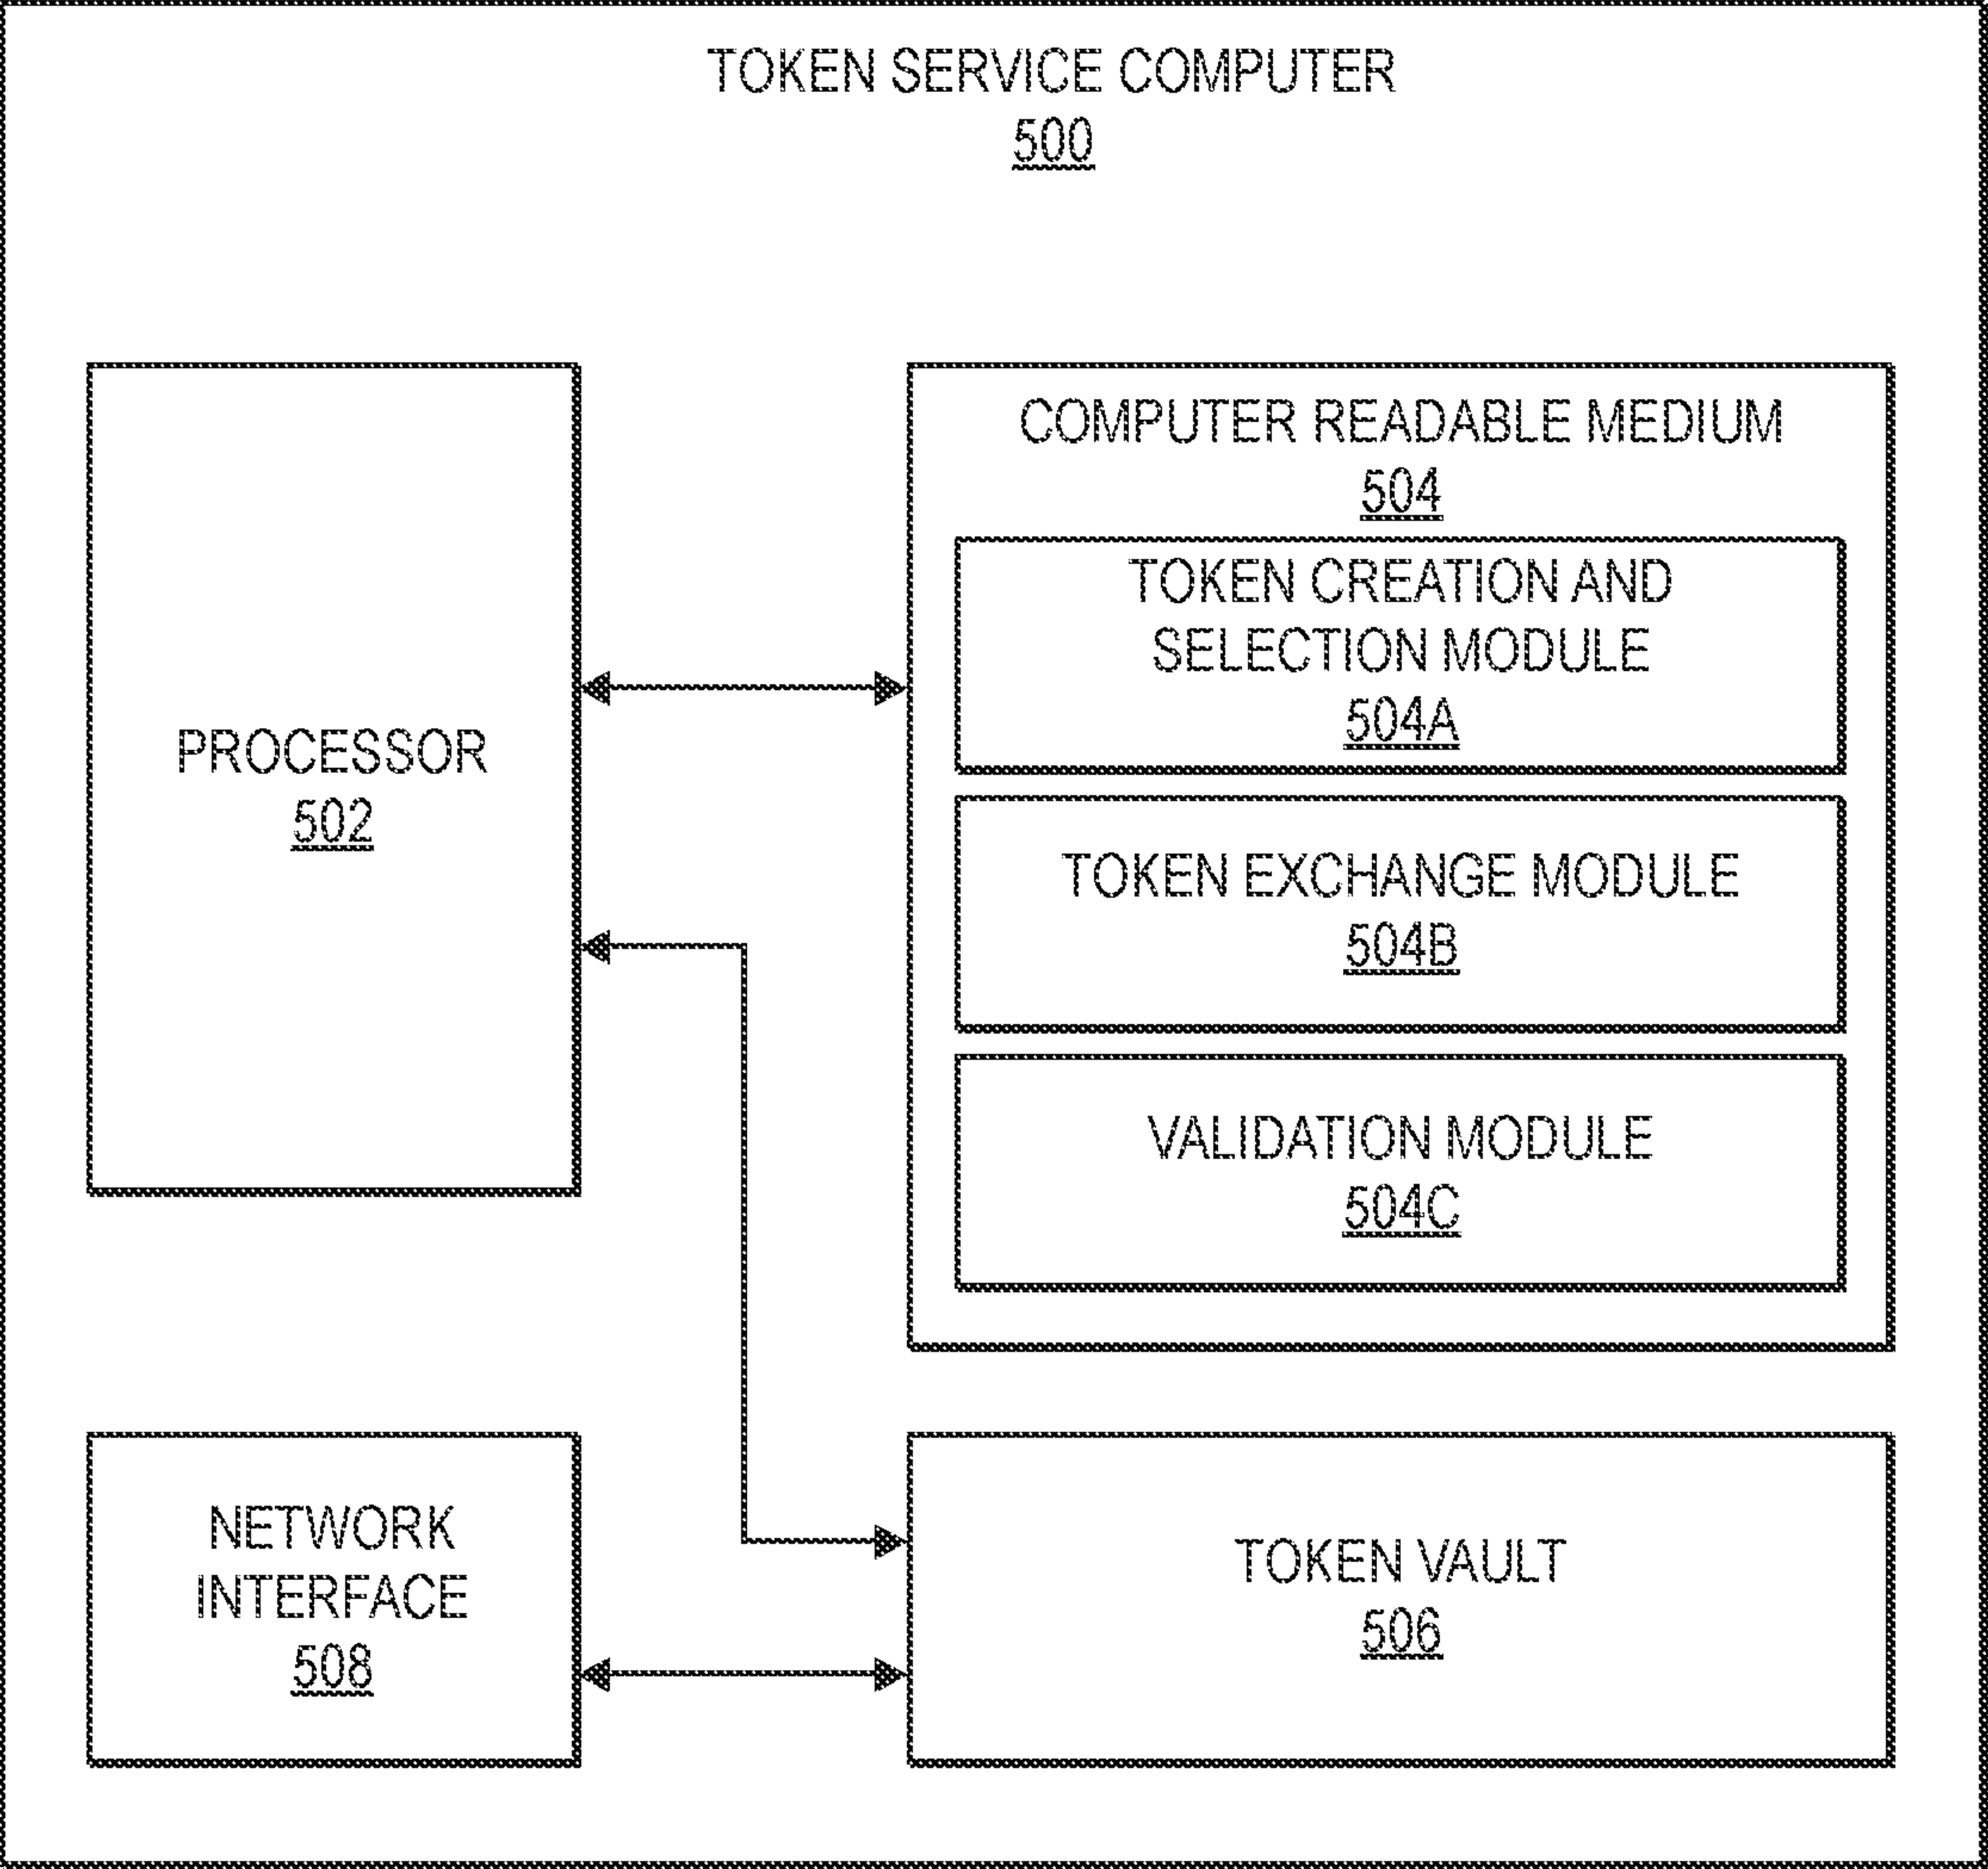 TOKEN SERVICE COMPUTER
500
PROCESSOR
502
COMPUTER READABLE MEDIUM
504
TOKEN CREATION AND
SELECTION MODULE
504A
TOKEN EXCHANGE MODULE
504B
VALIDATION MODULE
504C
NETWORK
INTERFACE
508
TOKEN VAULT
506